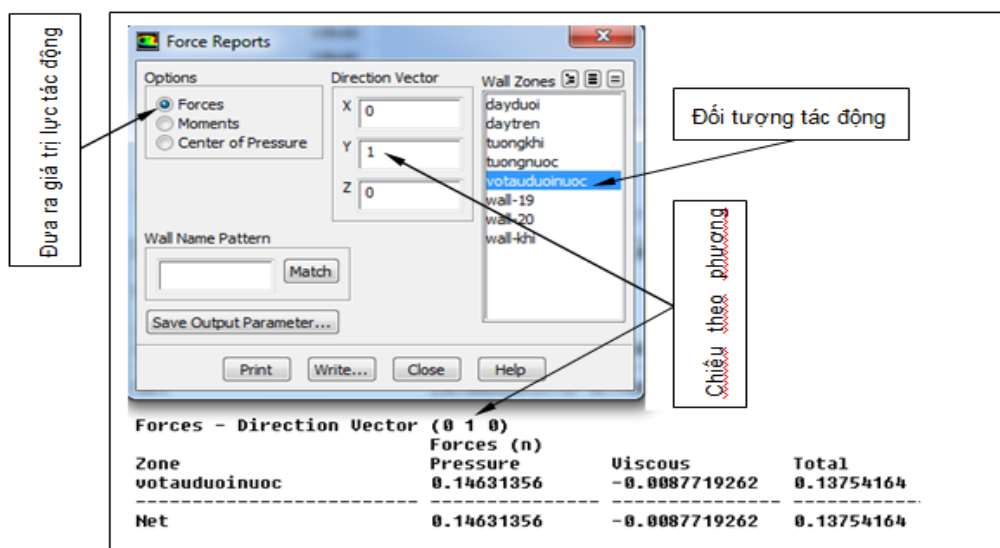 Đưa ra giá trị lực tác động
Force Reports
Options
Forces
Moments
Center of Pressure
Direction Vector
X 0
Y 1
Z 0
Wall Zones
dayduoi
daytren
tuongkhi
tuongnuoc
votauduoinuoc
wall-19
wall-20
wall-khi
Wall Name Pattern
Match
Save Output Parameter...
Print Write... Close Help
Đối tượng tác động
Chiếu theo phương
Forces - Direction Vector (0 1 0)
Forces (n)
Zone Pressure Viscous Total
votauduoinuoc 0.14631356 -0.0087719262 0.13754164
------------------------- ---------------- ---------------- ------------
Net 0.14631356 -0.0087719262 0.13754164